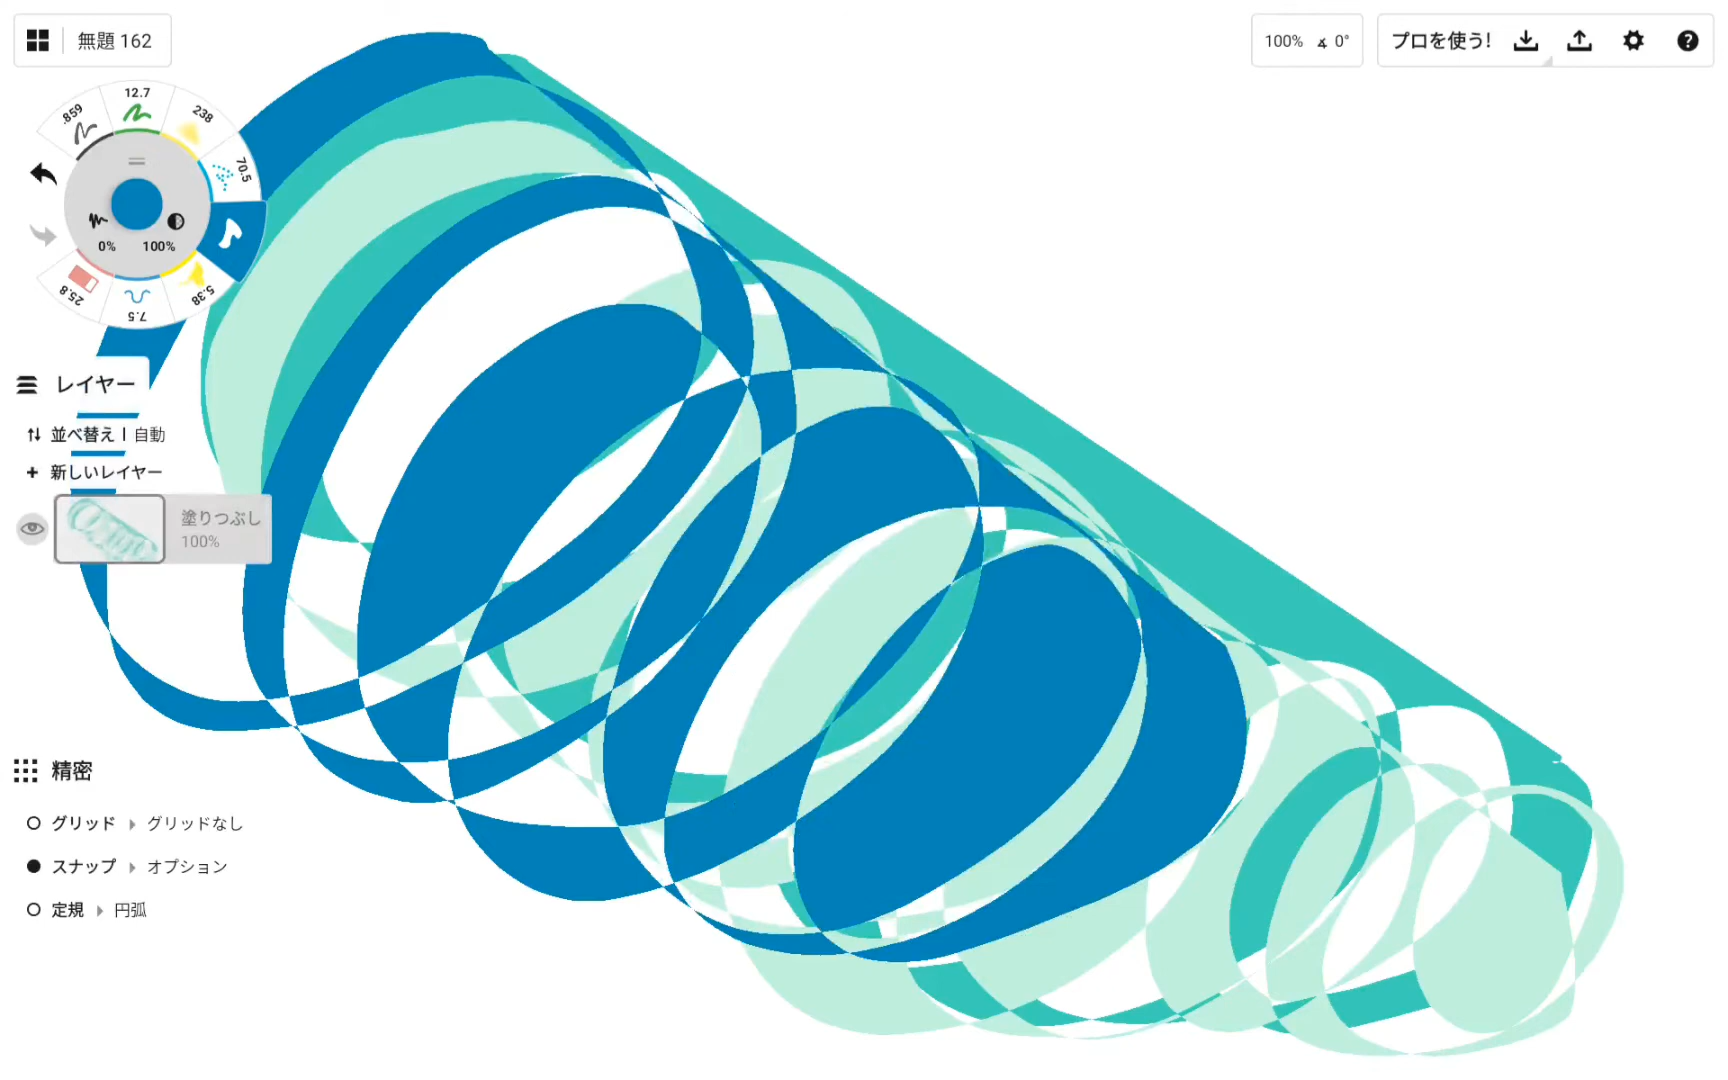 無題 162
100% ∡ 0°
プロを使う!
.859
12.7
238
70.5
0%
100%
25.8
7.5
5.38
レイヤー
並べ替え | 自動
+ 新しいレイヤー
塗りつぶし
100%
精密
グリッド ▸ グリッドなし
スナップ ▸ オプション
定規 ▸ 円弧